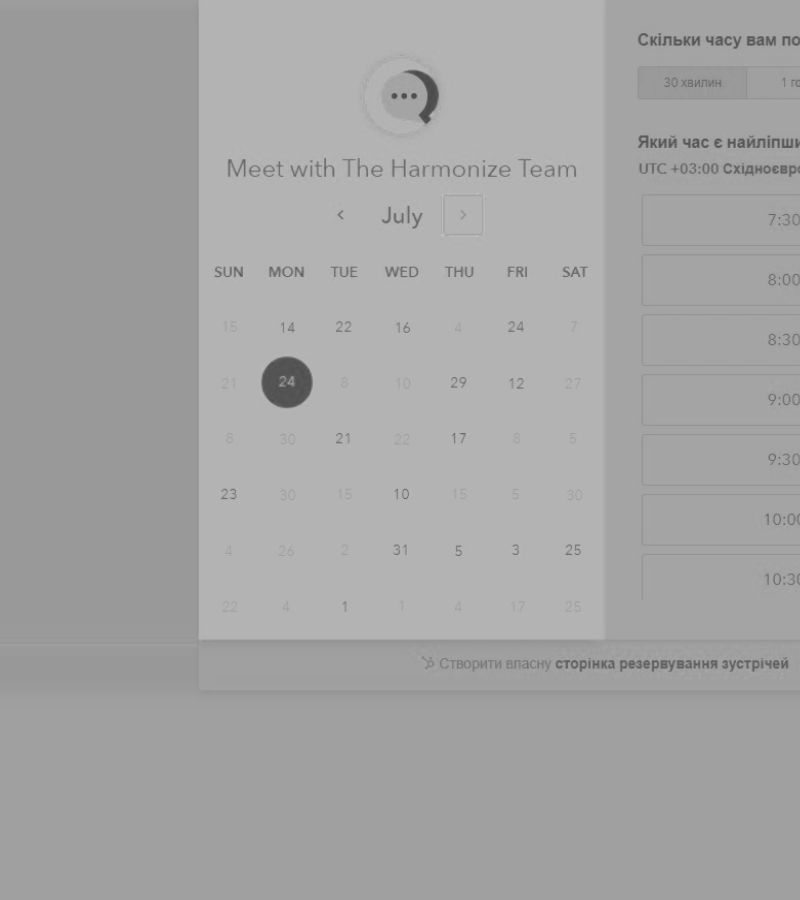 Meet with The Harmonize Team
July
SUN MON TUE WED THU FRI SAT
15 14 22 16 4 24 7
21 24 8 10 29 12 27
8 30 21 22 17 8 5
23 30 15 10 15 5 30
4 26 2 31 5 3 25
22 4 1 1 4 17 25
Скільки часу вам по
30 хвилин 1 го
Який час є найліпши
UTC +03:00 Східноєвро
7:30
8:00
8:30
9:00
9:30
10:00
10:30
Створити власну сторінка резервування зустрічей